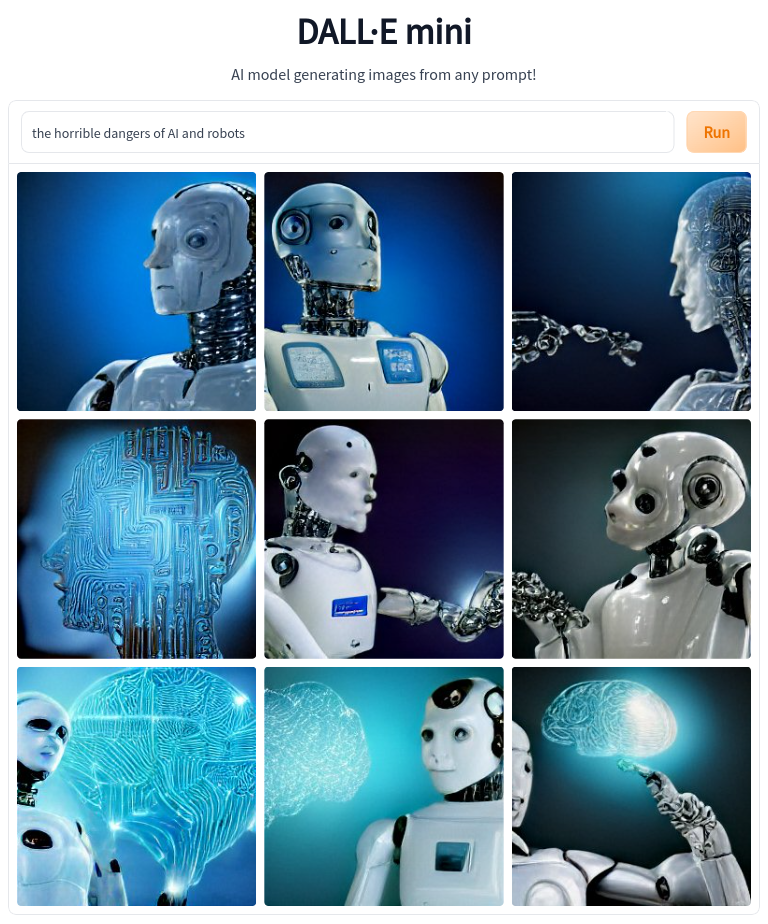 DALL·E mini
AI model generating images from any prompt!
the horrible dangers of AI and robots
Run